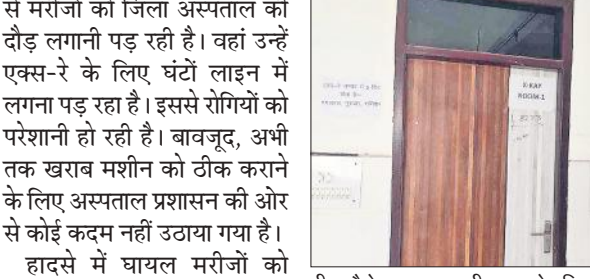 से मरीजों को जिला अस्पताल की
दौड़ लगानी पड़ रही है। वहां उन्हें
एक्स-रे के लिए घंटों लाइन में
लगना पड़ रहा है। इससे रोगियों को
परेशानी हो रही है। बावजूद, अभी
तक खराब मशीन को ठीक कराने
के लिए अस्पताल प्रशासन की ओर
से कोई कदम नहीं उठाया गया है।
हादसे में घायल मरीजों को
X-RAY
ROOM-1